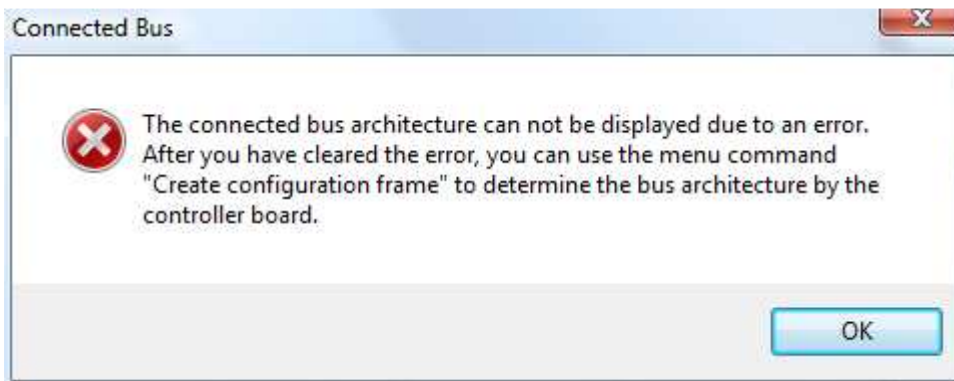 Connected Bus
The connected bus architecture can not be displayed due to an error.
After you have cleared the error, you can use the menu command
"Create configuration frame" to determine the bus architecture by the
controller board.
OK